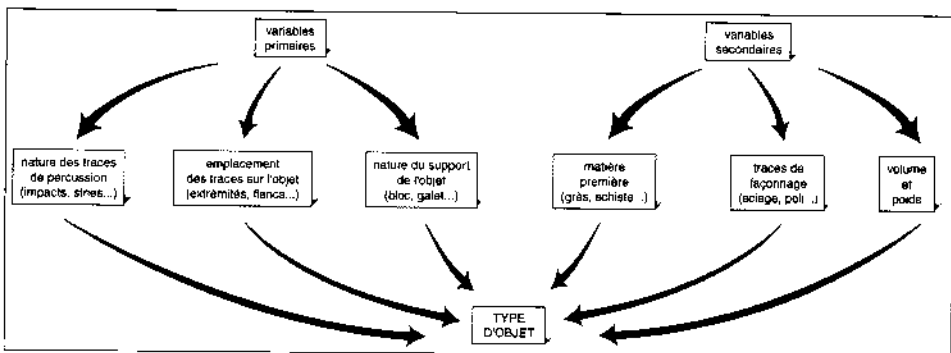 variables
primaires
variables
secondaires
nature des traces
de percussion
(impacts, stries...)
emplacement
des traces sur l'objet
(extrémités, flancs...)
nature du support
de l'objet
(bloc, galet...)
matière
première
(grès, schiste...)
traces de
façonnage
(sciage, poli...)
volume
et
poids
TYPE
D'OBJET